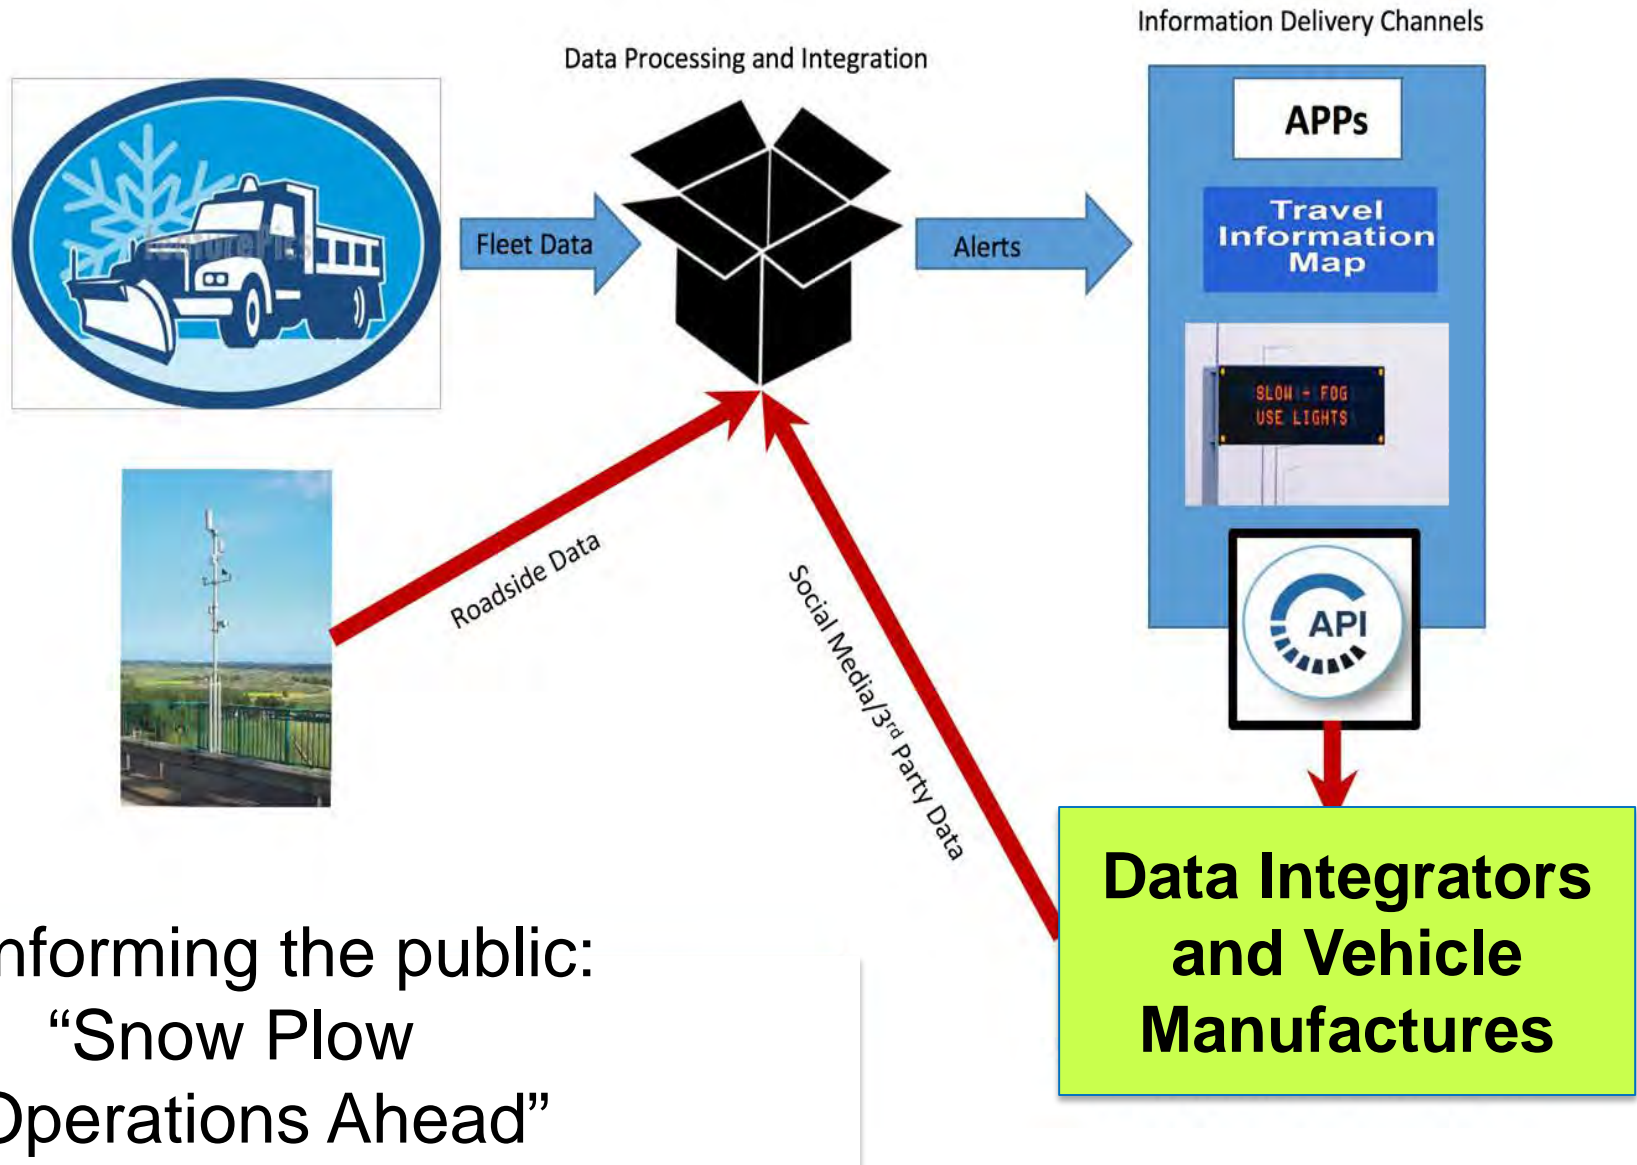 Information Delivery Channels
Data Processing and Integration
APPs
Travel
Information
Map
Fleet Data
Alerts
SLOW - FOG
USE LIGHTS
Roadside Data
Social Media/3rd Party Data
API
Data Integrators
and Vehicle
Manufactures
nforming the public:
“Snow Plow
Operations Ahead”